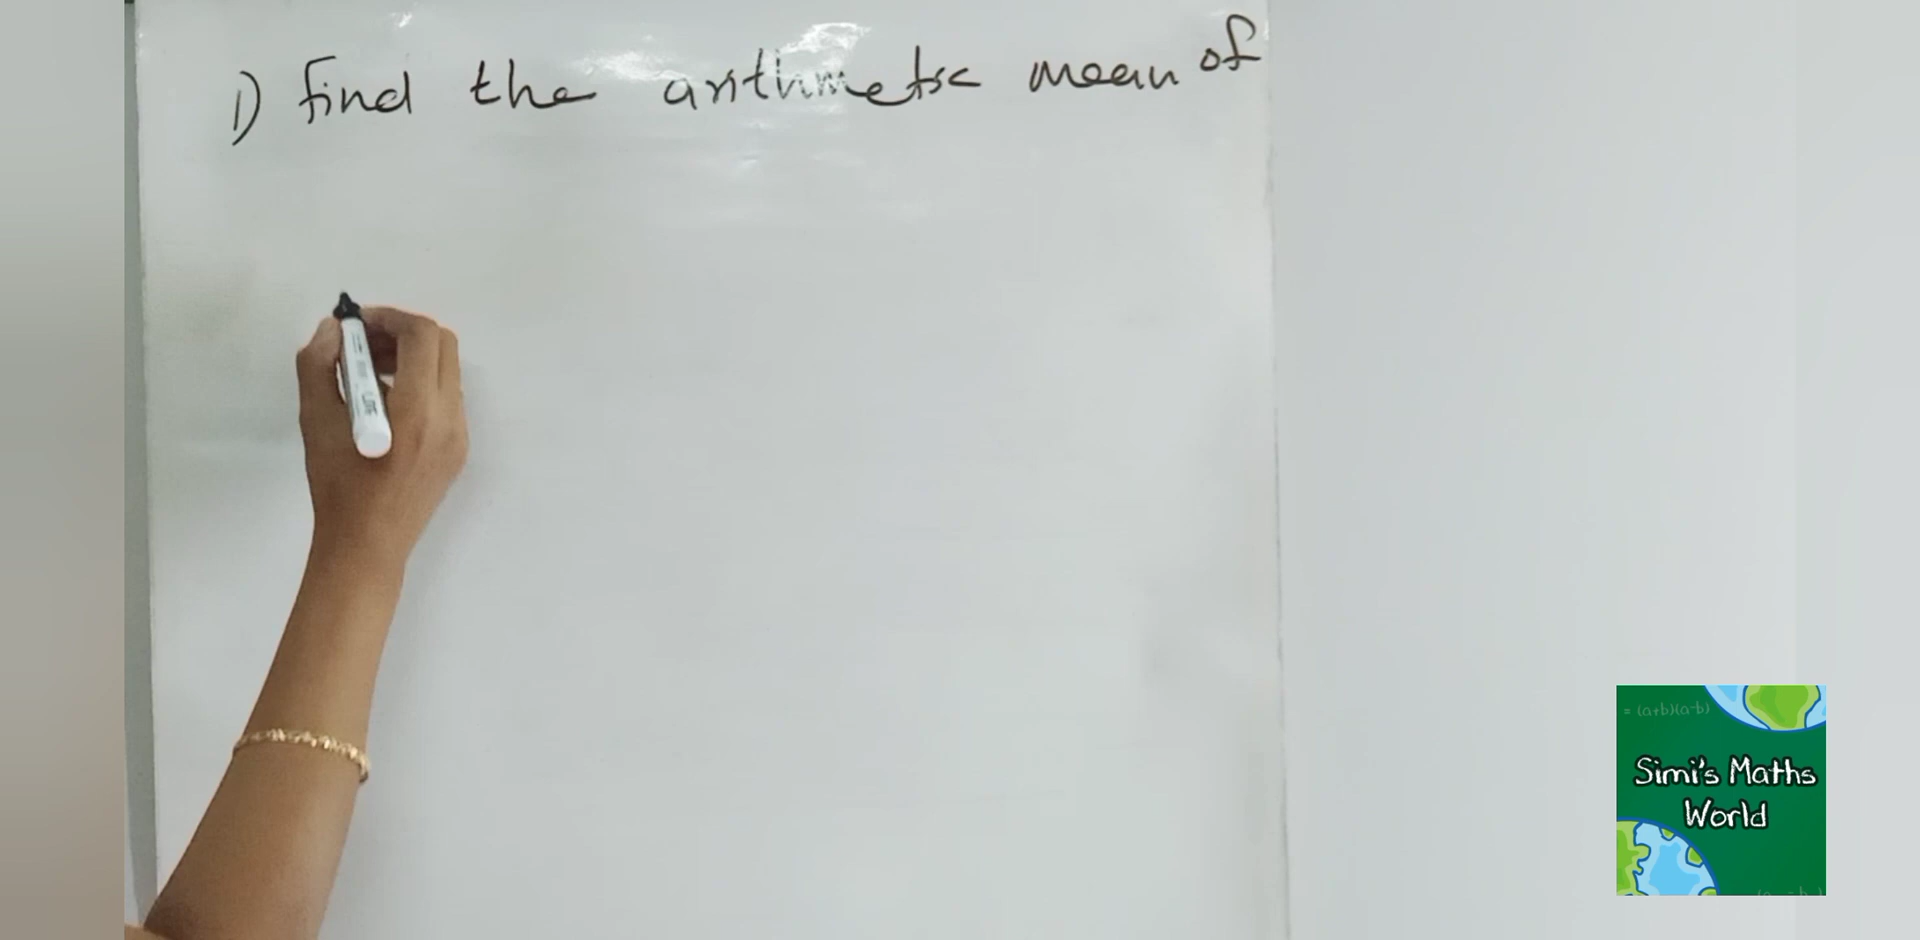 1) Find the arithmetic mean of
= (a+b)(a-b)
Simi's Maths
World